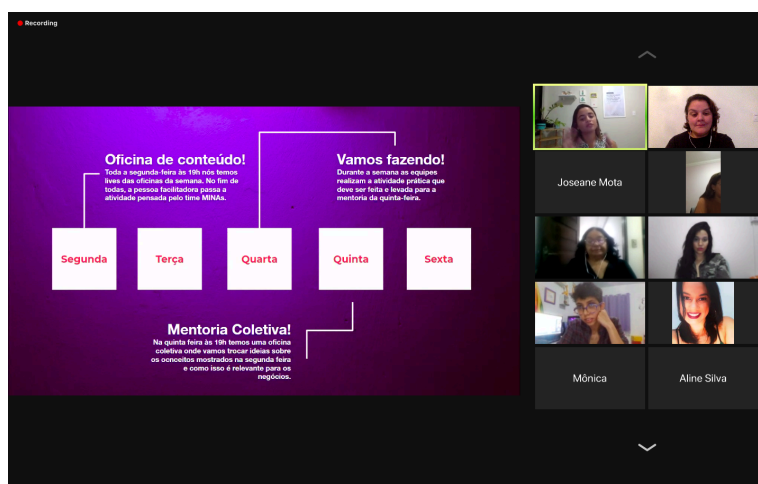 Recording
Oficina de conteúdo!
Toda a segunda-feira às 19h nós temos
lives das oficinas da semana. No fim de
todas, a pessoa facilitadora passa a
atividade pensada pelo time MINAs.
Vamos fazendo!
Durante a semana as equipes
realizam a atividade prática que
deve ser feita e levada para a
mentoria da quinta-feira.
Segunda
Terça
Quarta
Quinta
Sexta
Mentoria Coletiva!
Na quinta feira às 19h temos uma oficina
coletiva onde vamos trocar ideias sobre
os conceitos mostrados na segunda feira
e como isso é relevante para os
negócios.
Joseane Mota
Mônica
Aline Silva